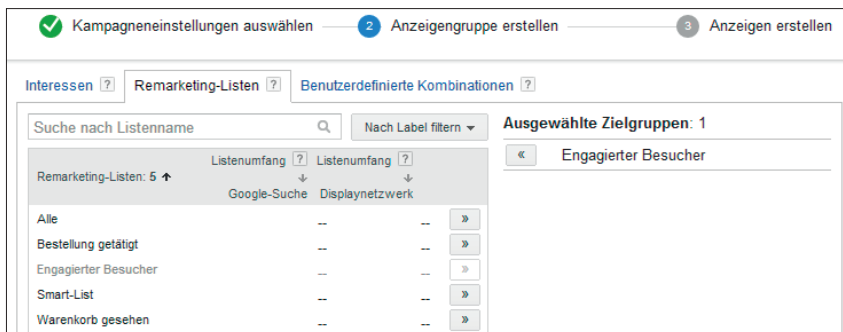 Kampagneneinstellungen auswählen 2 Anzeigengruppe erstellen 3 Anzeigen erstellen
Interessen ? Remarketing-Listen ? Benutzerdefinierte Kombinationen ?
Suche nach Listenname Nach Label filtern
Ausgewählte Zielgruppen: 1
« Engagierter Besucher
Listenumfang ? Listenumfang ?
Remarketing-Listen: 5 ↑ ↓ ↓
Google-Suche Displaynetzwerk
Alle -- -- »
Bestellung getätigt -- -- »
Engagierter Besucher -- -- »
Smart-List -- -- »
Warenkorb gesehen -- -- »